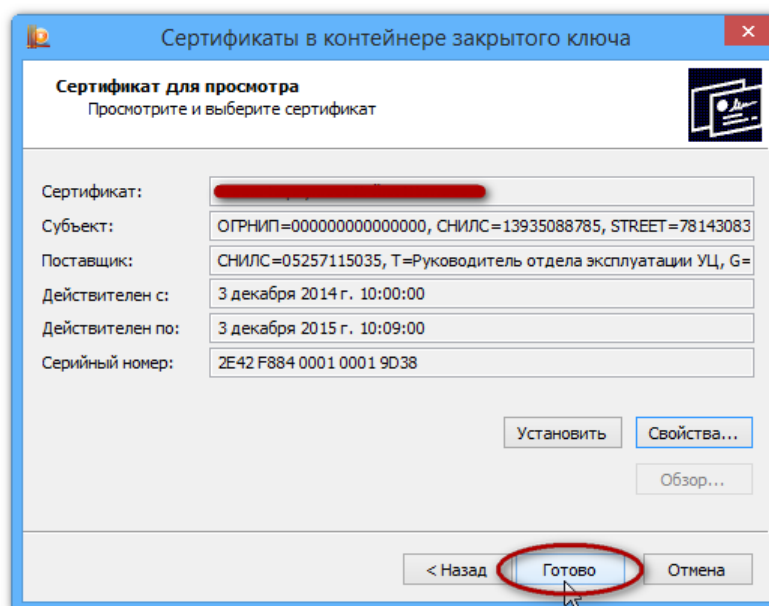 Сертификаты в контейнере закрытого ключа
Сертификат для просмотра
Просмотрите и выберите сертификат
Сертификат:
Субъект: ОГРНИП=000000000000000, СНИЛС=13935088785, STREET=78143083
Поставщик: СНИЛС=05257115035, T=Руководитель отдела эксплуатации УЦ, G=
Действителен с: 3 декабря 2014 г. 10:00:00
Действителен по: 3 декабря 2015 г. 10:09:00
Серийный номер: 2E42 F884 0001 0001 9D38
Установить Свойства...
Обзор...
< Назад Готово Отмена